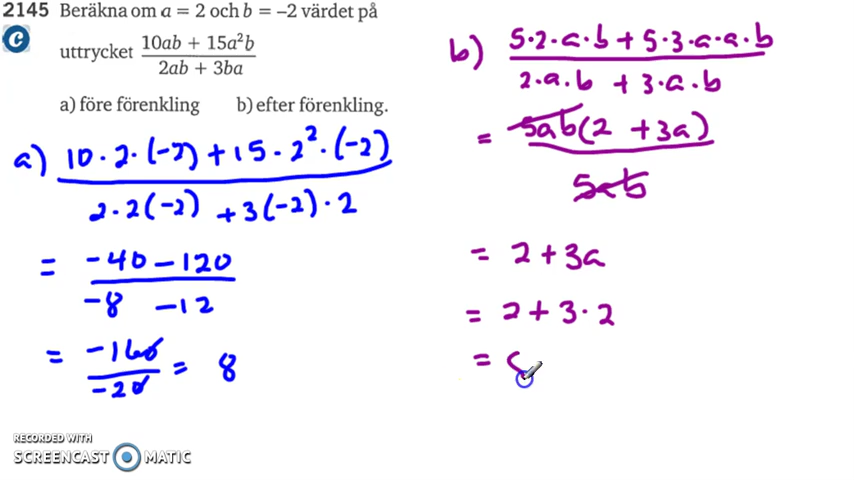 2145 Beräkna om a = 2 och b = –2 värdet på
C
uttrycket (10ab + 15a²b)/(2ab + 3ba)
a) före förenkling b) efter förenkling.
a) (10·2·(-2) + 15·2²·(-2))/(2·2(-2) + 3(-2)·2)
= (-40 -120)/(-8 -12)
= (-160)/(-20) = 8
b) (5·2·a·b + 5·3·a·a·b)/(2·a·b + 3·a·b)
= (5ab(2 + 3a))/(5ab)
= 2 + 3a
= 2 + 3·2
=
RECORDED WITH
SCREENCAST MATIC